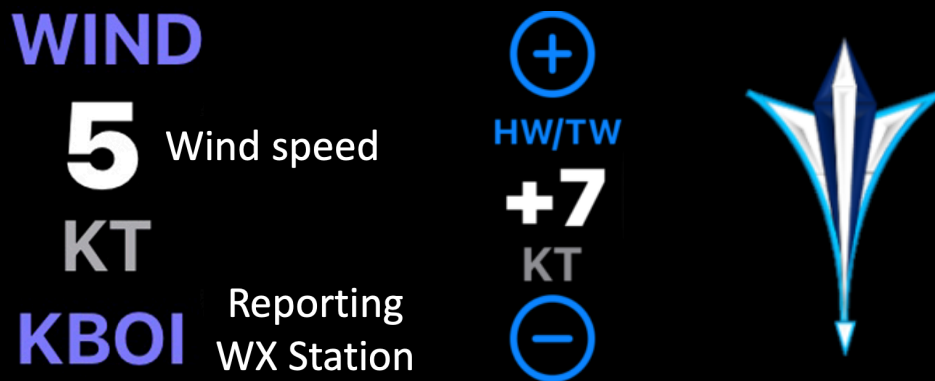 WIND
5 Wind speed
KT
KBOI
Reporting
WX Station
+
HW/TW
+7
KT
−